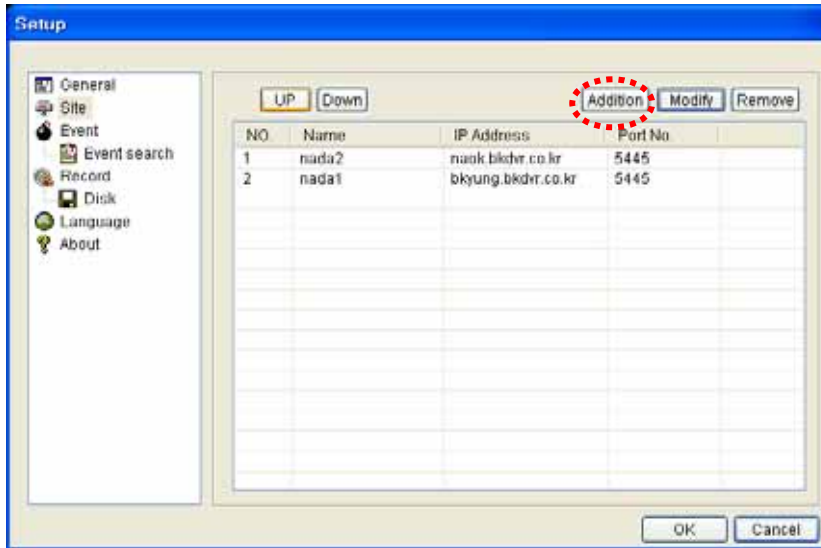 Setup
General
Site
Event
Event search
Record
Disk
Language
About
UP Down Addition Modify Remove
NO. Name IP Address Port No.
1 nada2 naok.bkdvr.co.kr 5445
2 nada1 bkyung.bkdvr.co.kr 5445
OK Cancel